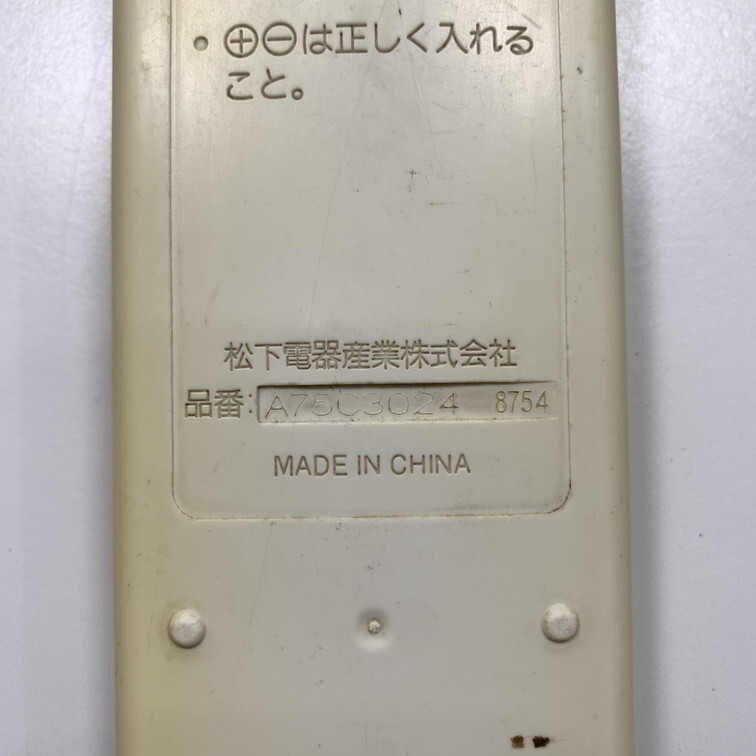 • ⊕⊖は正しく入れる
こと。
松下電器産業株式会社
品番: A75C3024 8754
MADE IN CHINA